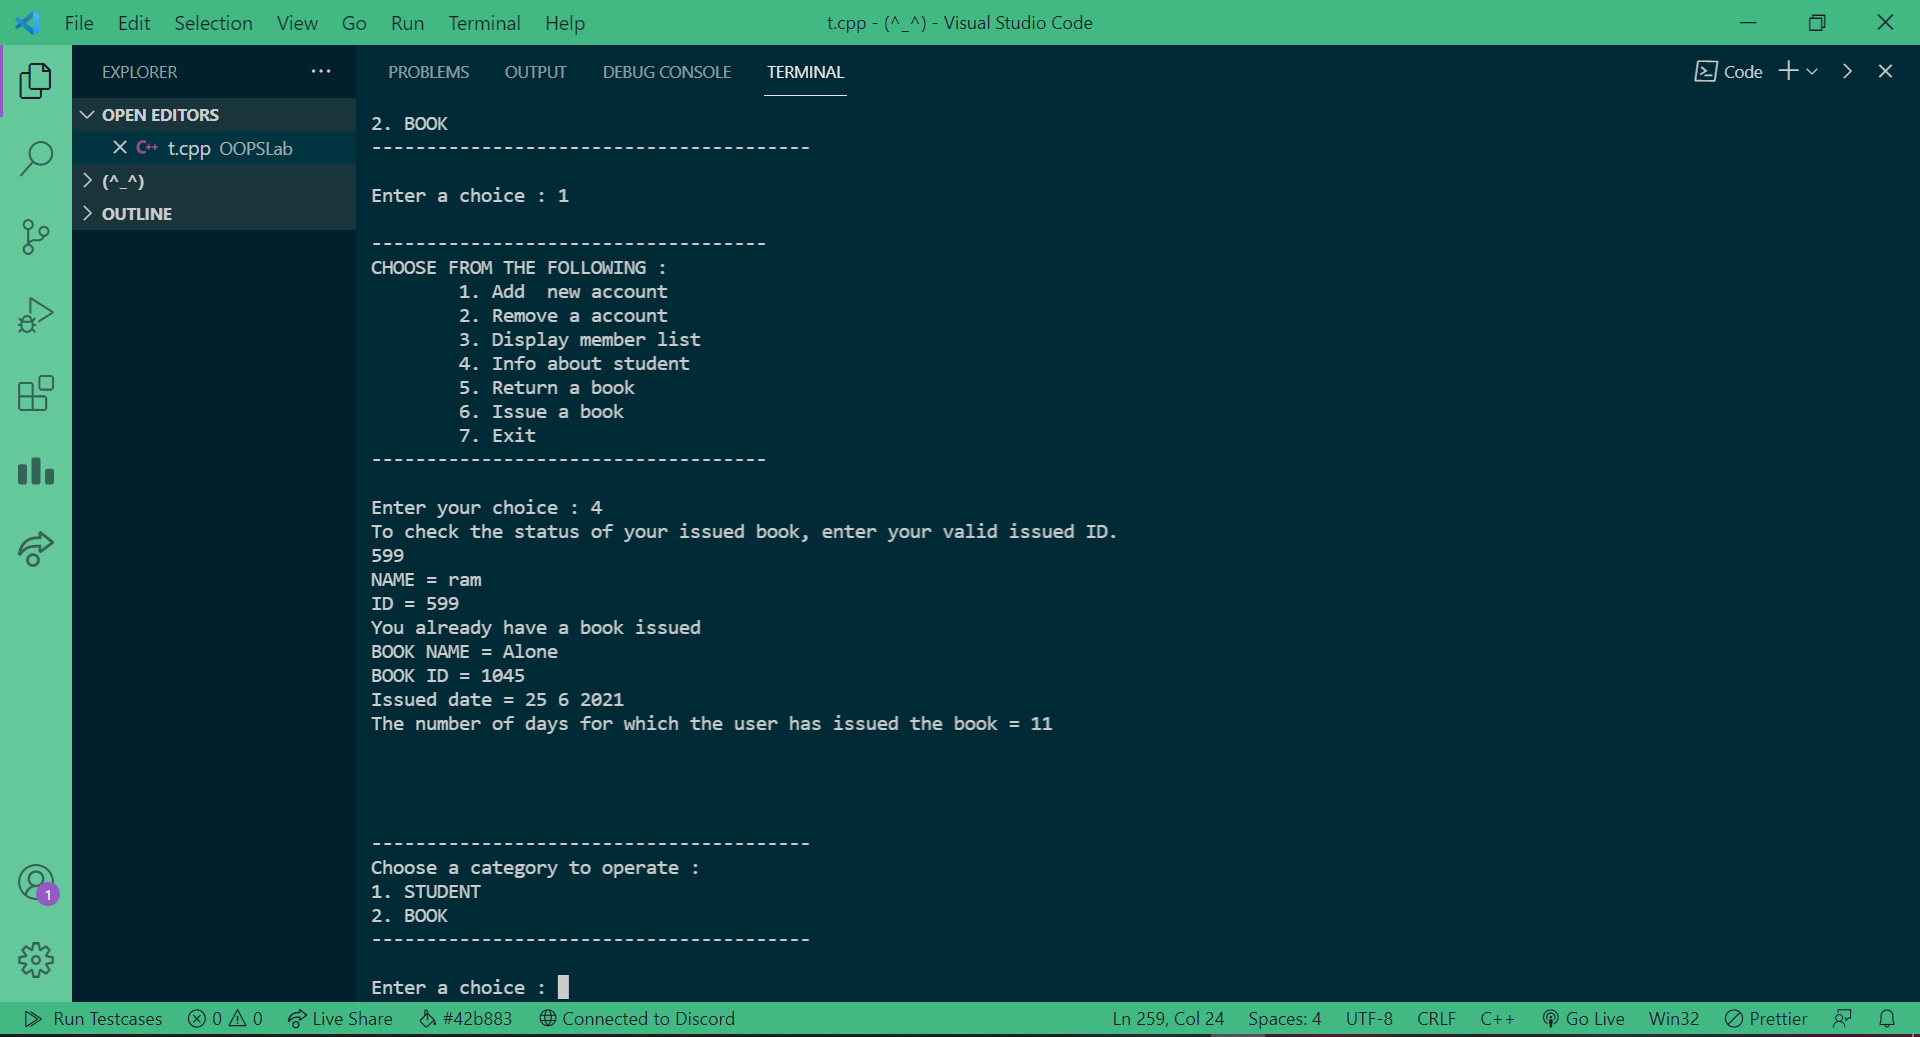 File Edit Selection View Go Run Terminal Help
t.cpp - (^_^) - Visual Studio Code
EXPLORER ...
OPEN EDITORS
C++ t.cpp OOPSLab
(^_^)
OUTLINE
PROBLEMS OUTPUT DEBUG CONSOLE TERMINAL
Code
2. BOOK
----------------------------------------
Enter a choice : 1
------------------------------------
CHOOSE FROM THE FOLLOWING :
1. Add  new account
2. Remove a account
3. Display member list
4. Info about student
5. Return a book
6. Issue a book
7. Exit
------------------------------------
Enter your choice : 4
To check the status of your issued book, enter your valid issued ID.
599
NAME = ram
ID = 599
You already have a book issued
BOOK NAME = Alone
BOOK ID = 1045
Issued date = 25 6 2021
The number of days for which the user has issued the book = 11
----------------------------------------
Choose a category to operate :
1. STUDENT
2. BOOK
----------------------------------------
Enter a choice :
1
Run Testcases 0 0 Live Share #42b883 Connected to Discord
Ln 259, Col 24 Spaces: 4 UTF-8 CRLF C++ Go Live Win32 Prettier